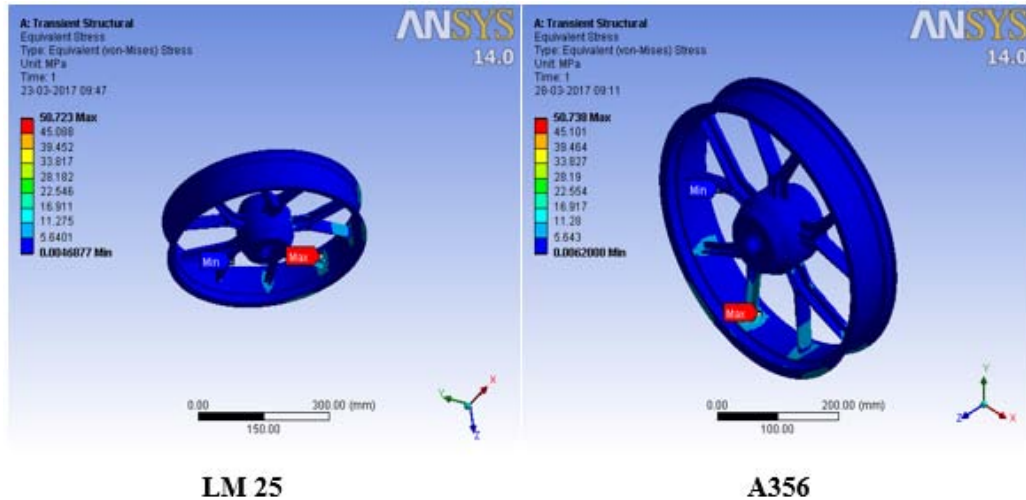 A: Transient Structural
Equivalent Stress
Type: Equivalent (von-Mises) Stress
Unit: MPa
Time: 1
23-03-2017 09:47
ANSYS
14.0
50.723 Max
45.088
39.452
33.817
28.182
22.546
16.911
11.275
5.6401
0.0046877 Min
Min
Max
0.00
300.00 (mm)
150.00
Y
X
Z
A: Transient Structural
Equivalent Stress
Type: Equivalent (von-Mises) Stress
Unit: MPa
Time: 1
28-03-2017 09:11
ANSYS
14.0
50.738 Max
45.101
39.464
33.827
28.19
22.554
16.917
11.28
5.643
0.0062008 Min
Min
Max
0.00
200.00 (mm)
100.00
Y
Z
X
LM 25
A356